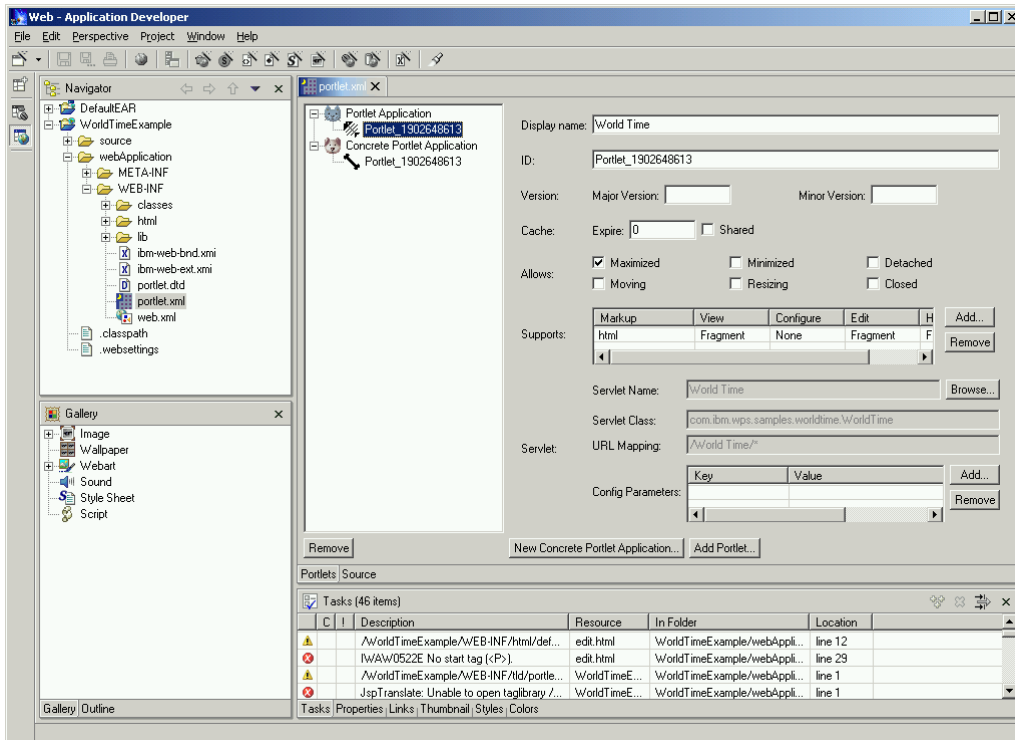 Web - Application Developer
File Edit Perspective Project Window Help
Navigator
DefaultEAR
WorldTimeExample
source
webApplication
META-INF
WEB-INF
classes
html
lib
ibm-web-bnd.xmi
ibm-web-ext.xmi
portlet.dtd
portlet.xml
web.xml
.classpath
.websettings
Gallery
Image
Wallpaper
Webart
Sound
Style Sheet
Script
Gallery Outline
portlet.xml
Portlet Application
Portlet_1902648613
Concrete Portlet Application
Portlet_1902648613
Remove
Display name: World Time
ID: Portlet_1902648613
Version: Major Version: Minor Version:
Cache: Expire: 0 Shared
Allows: Maximized Minimized Detached
Moving Resizing Closed
Supports:
Markup View Configure Edit H
html Fragment None Fragment F
Add...
Remove
Servlet:
Servlet Name: World Time Browse...
Servlet Class: com.ibm.wps.samples.worldtime.WorldTime
URL Mapping: /World Time/*
Config Parameters: Key Value
Add...
Remove
New Concrete Portlet Application... Add Portlet...
Portlets Source
Tasks (46 items)
C ! Description Resource In Folder Location
/WorldTimeExample/WEB-INF/html/def... edit.html WorldTimeExample/webAppli... line 12
IWAW0522E No start tag (<P>). edit.html WorldTimeExample/webAppli... line 29
/WorldTimeExample/WEB-INF/tld/portle... WorldTimeE... WorldTimeExample/webAppli... line 1
JspTranslate: Unable to open taglibrary /... WorldTimeE... WorldTimeExample/webAppli... line 1
Tasks Properties Links Thumbnail Styles Colors